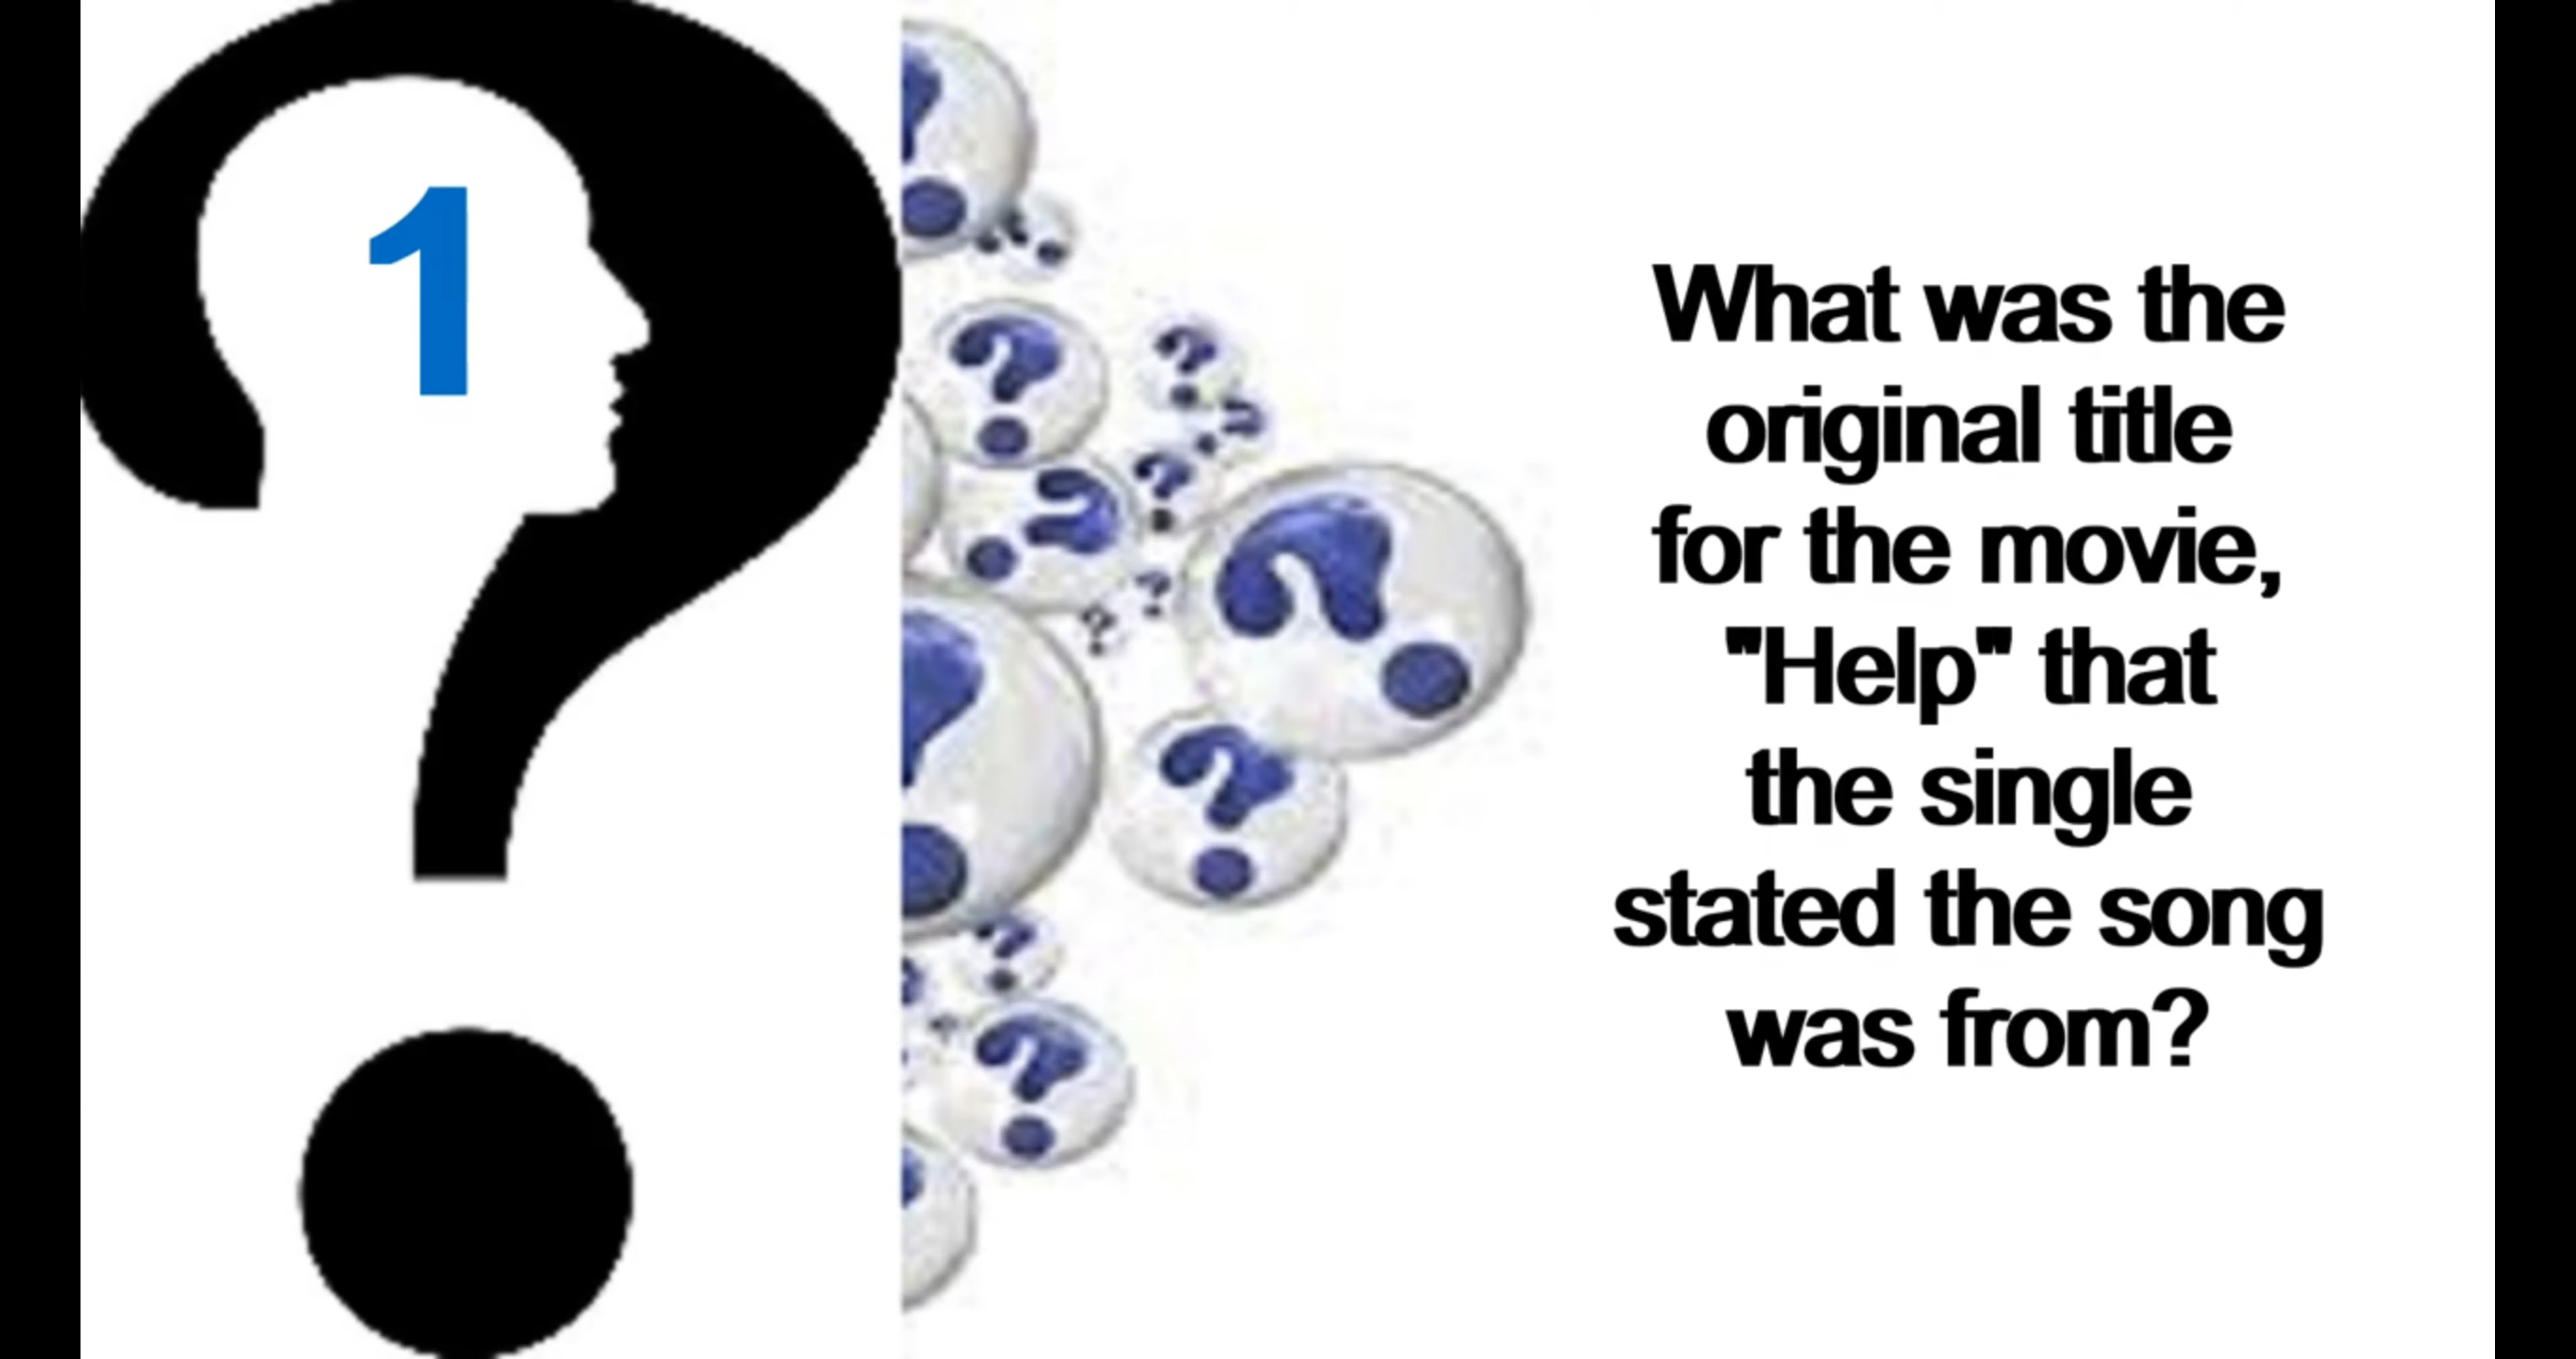 1
What was the
original title
for the movie,
"Help" that
the single
stated the song
was from?